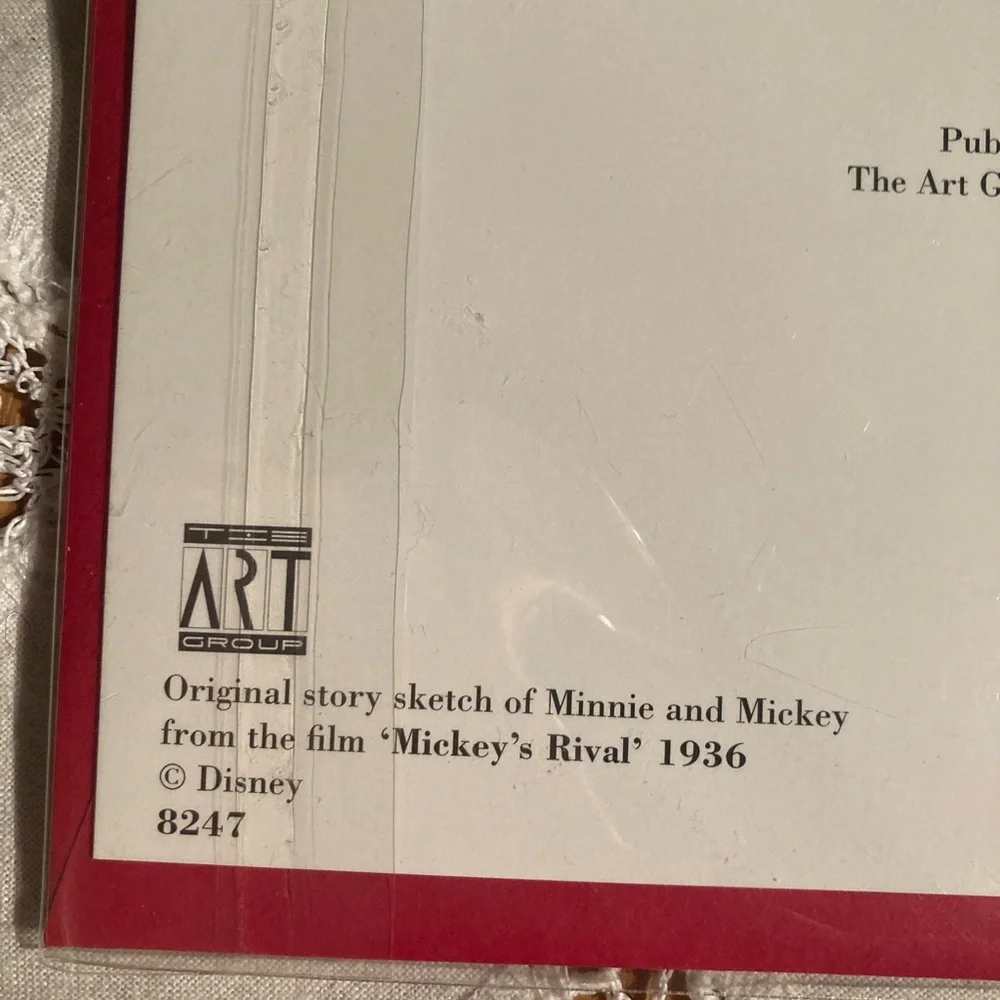 Pub
The Art G
THE
ART
GROUP
Original story sketch of Minnie and Mickey
from the film ‘Mickey’s Rival’ 1936
© Disney
8247